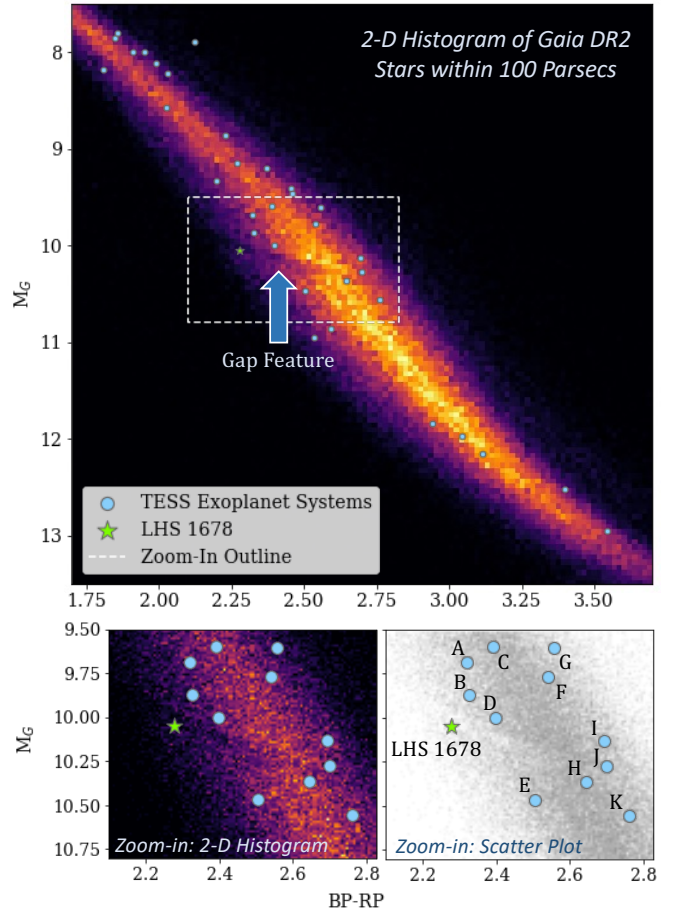 2-D Histogram of Gaia DR2
Stars within 100 Parsecs
8
9
10
11
12
13
M_G
Gap Feature
TESS Exoplanet Systems
LHS 1678
Zoom-In Outline
1.75 2.00 2.25 2.50 2.75 3.00 3.25 3.50
9.50
9.75
10.00
10.25
10.50
10.75
M_G
Zoom-in: 2-D Histogram
2.2 2.4 2.6 2.8
A
C
G
B
F
D
LHS 1678
I
J
H
E
K
Zoom-in: Scatter Plot
2.2 2.4 2.6 2.8
BP-RP